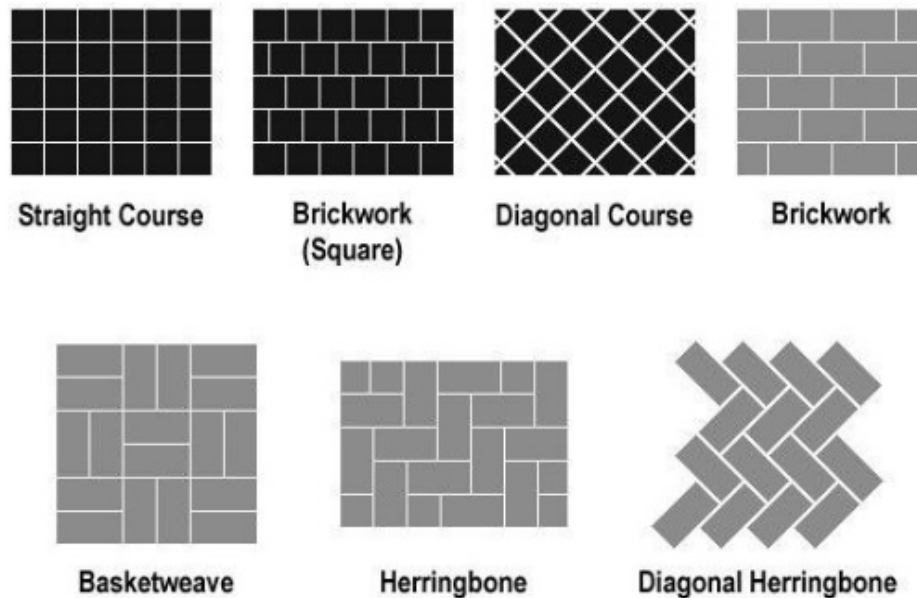 Straight Course
Brickwork
(Square)
Diagonal Course
Brickwork
Basketweave
Herringbone
Diagonal Herringbone